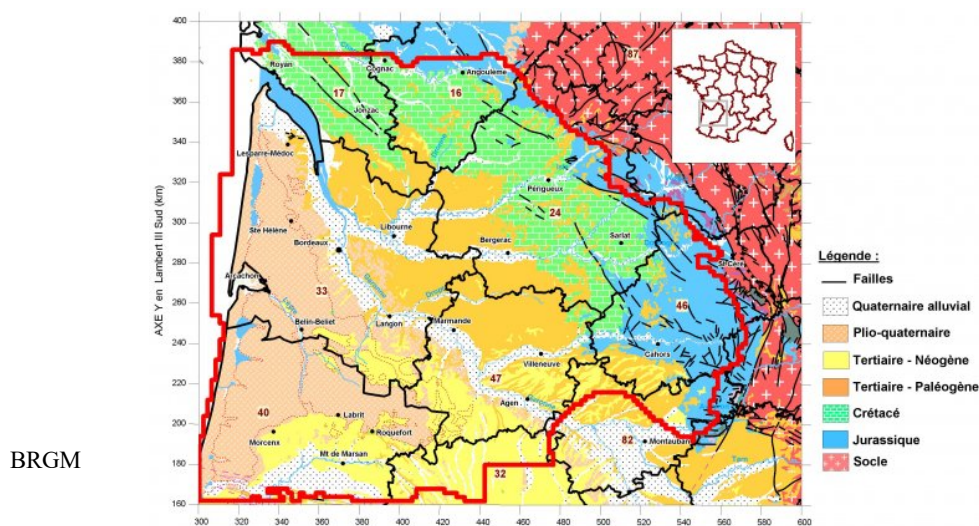 BRGM
AXE Y en Lambert III Sud (km)
400
380
360
340
320
300
280
260
240
220
200
180
160
300
320
340
360
380
400
420
440
460
480
500
520
540
560
580
600
87
Royan
Cognac
Angoulême
17
16
Jonzac
Lesparre-Médoc
Périgueux
24
Ste Hélène
Libourne
Bordeaux
Bergerac
Sarlat
St Céré
Arcachon
33
46
Belin-Beliet
Langon
Marmande
Cahors
Villeneuve
47
Agen
40
Labrit
Morcenx
Roquefort
82
Montauban
Mt de Marsan
32
Tarn
Légende :
Failles
Quaternaire alluvial
Plio-quaternaire
Tertiaire - Néogène
Tertiaire - Paléogène
Crétacé
Jurassique
Socle